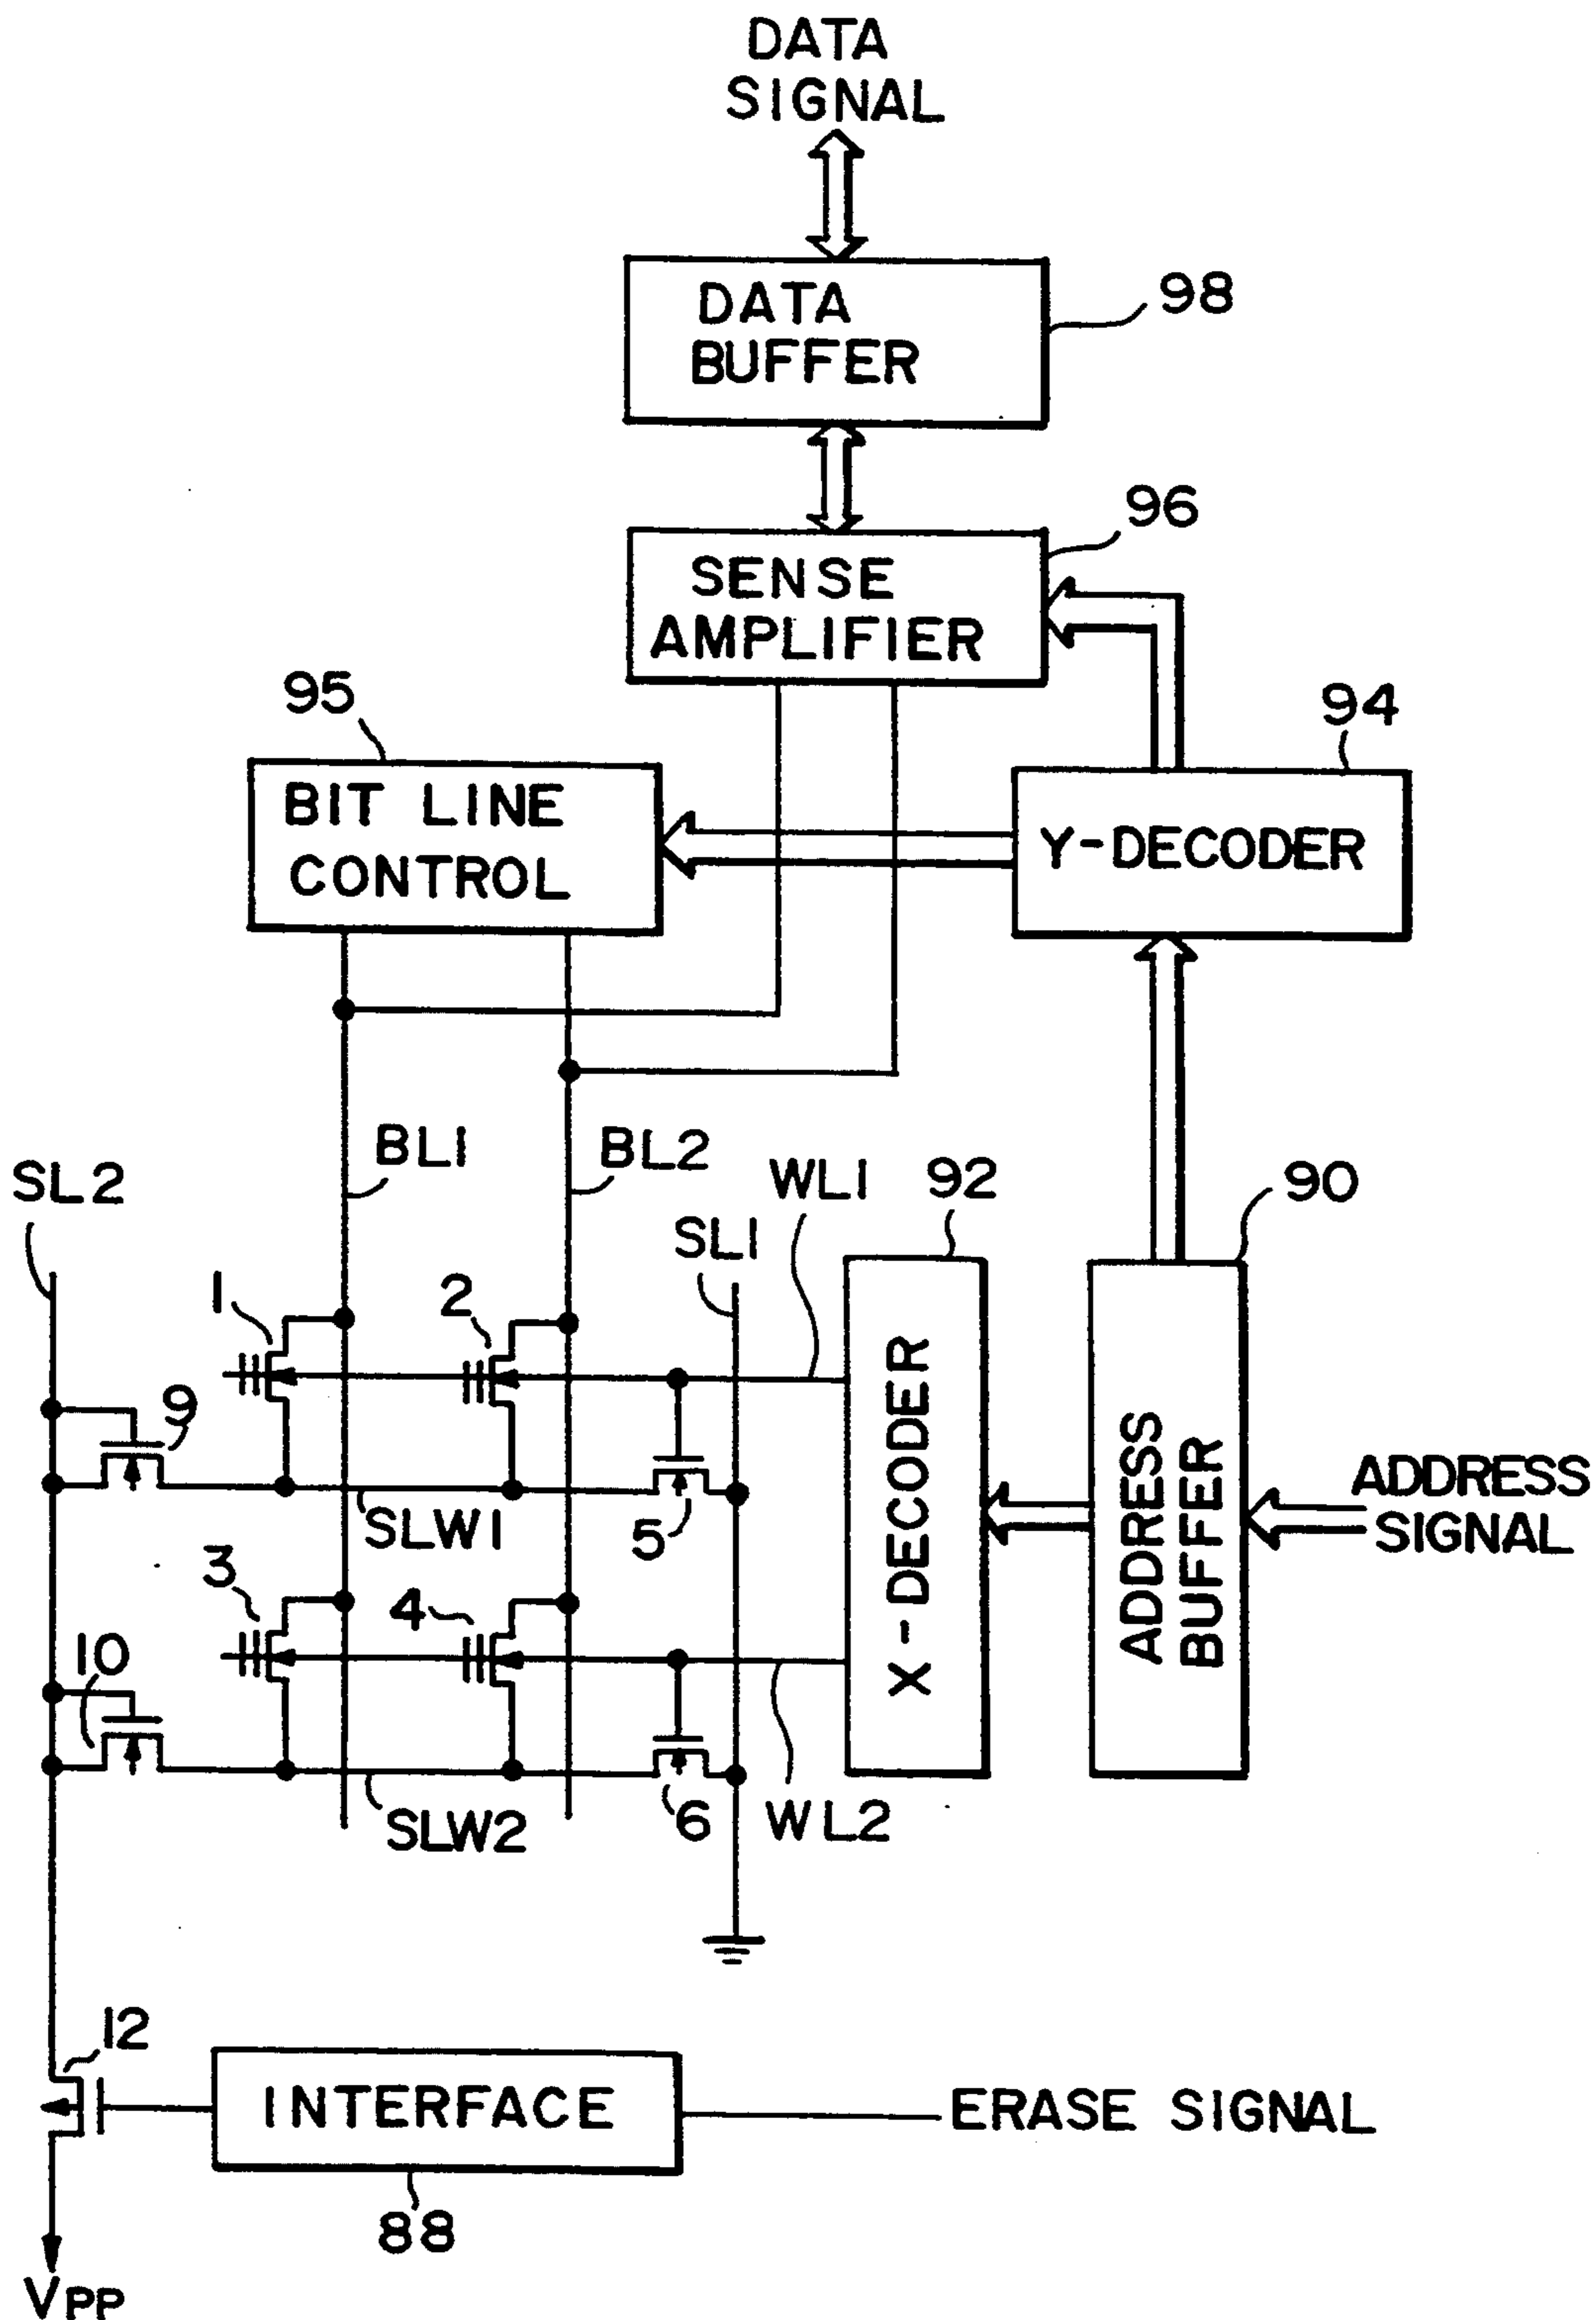 DATA
SIGNAL
DATA
BUFFER
98
SENSE
AMPLIFIER
96
95
BIT LINE
CONTROL
94
Y-DECODER
BL1
BL2
SL2
WL1
92
90
SL1
1
2
9
X-DECODER
ADDRESS
BUFFER
ADDRESS
SIGNAL
SLW1
5
3
4
10
SLW2
6
WL2
12
INTERFACE
ERASE SIGNAL
88
VPP